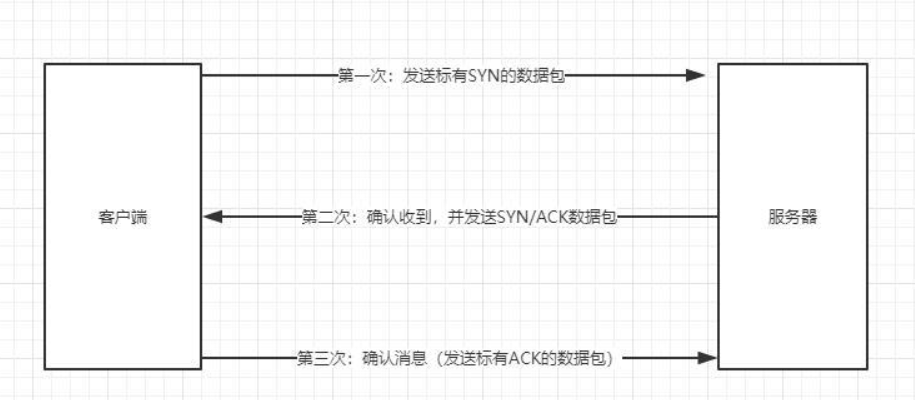 第一次：发送标有SYN的数据包
客户端
第二次：确认收到，并发送SYN/ACK数据包
服务器
第三次：确认消息（发送标有ACK的数据包）